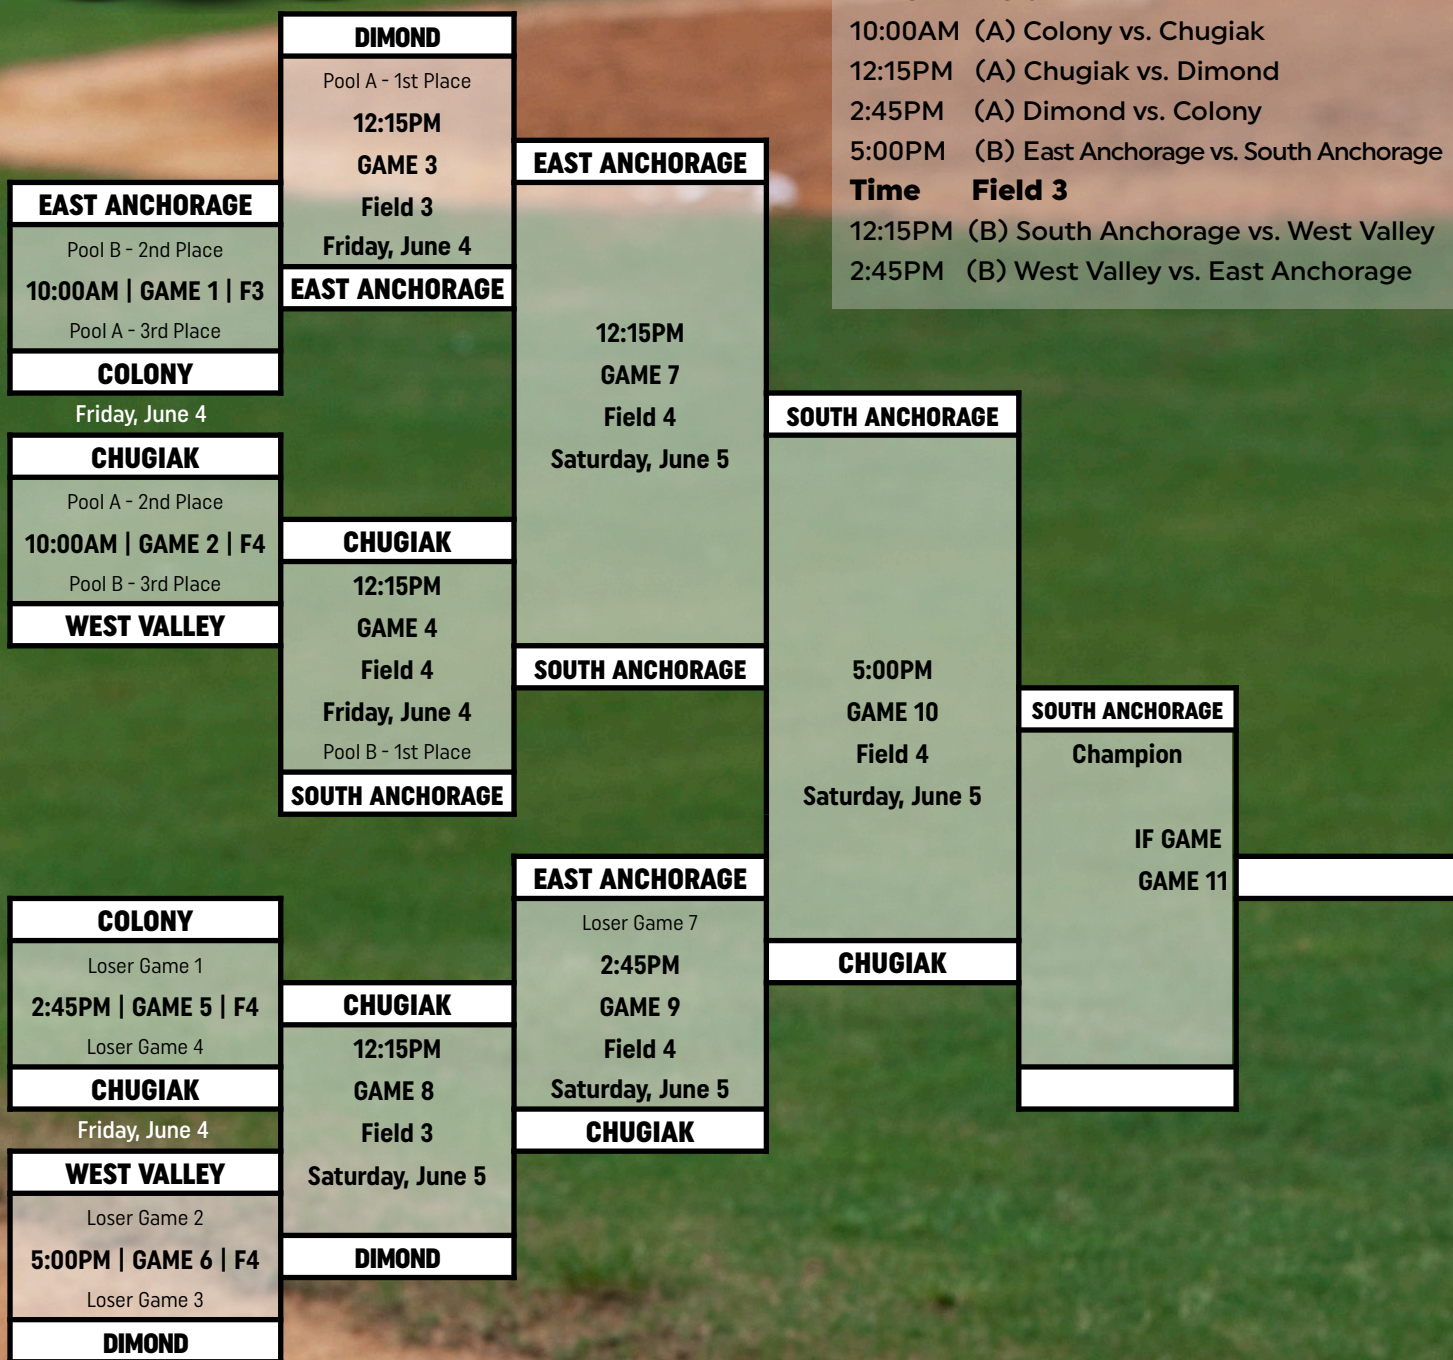 10:00AM (A) Colony vs. Chugiak
12:15PM (A) Chugiak vs. Dimond
2:45PM (A) Dimond vs. Colony
5:00PM (B) East Anchorage vs. South Anchorage
Time Field 3
12:15PM (B) South Anchorage vs. West Valley
2:45PM (B) West Valley vs. East Anchorage
EAST ANCHORAGE
Pool B - 2nd Place
10:00AM | GAME 1 | F3
Pool A - 3rd Place
COLONY
Friday, June 4
CHUGIAK
Pool A - 2nd Place
10:00AM | GAME 2 | F4
Pool B - 3rd Place
WEST VALLEY
COLONY
Loser Game 1
2:45PM | GAME 5 | F4
Loser Game 4
CHUGIAK
Friday, June 4
WEST VALLEY
Loser Game 2
5:00PM | GAME 6 | F4
Loser Game 3
DIMOND
DIMOND
Pool A - 1st Place
12:15PM
GAME 3
Field 3
Friday, June 4
EAST ANCHORAGE
CHUGIAK
12:15PM
GAME 4
Field 4
Friday, June 4
Pool B - 1st Place
SOUTH ANCHORAGE
CHUGIAK
12:15PM
GAME 8
Field 3
Saturday, June 5
DIMOND
EAST ANCHORAGE
12:15PM
GAME 7
Field 4
Saturday, June 5
SOUTH ANCHORAGE
EAST ANCHORAGE
Loser Game 7
2:45PM
GAME 9
Field 4
Saturday, June 5
CHUGIAK
SOUTH ANCHORAGE
5:00PM
GAME 10
Field 4
Saturday, June 5
CHUGIAK
SOUTH ANCHORAGE
Champion
IF GAME
GAME 11